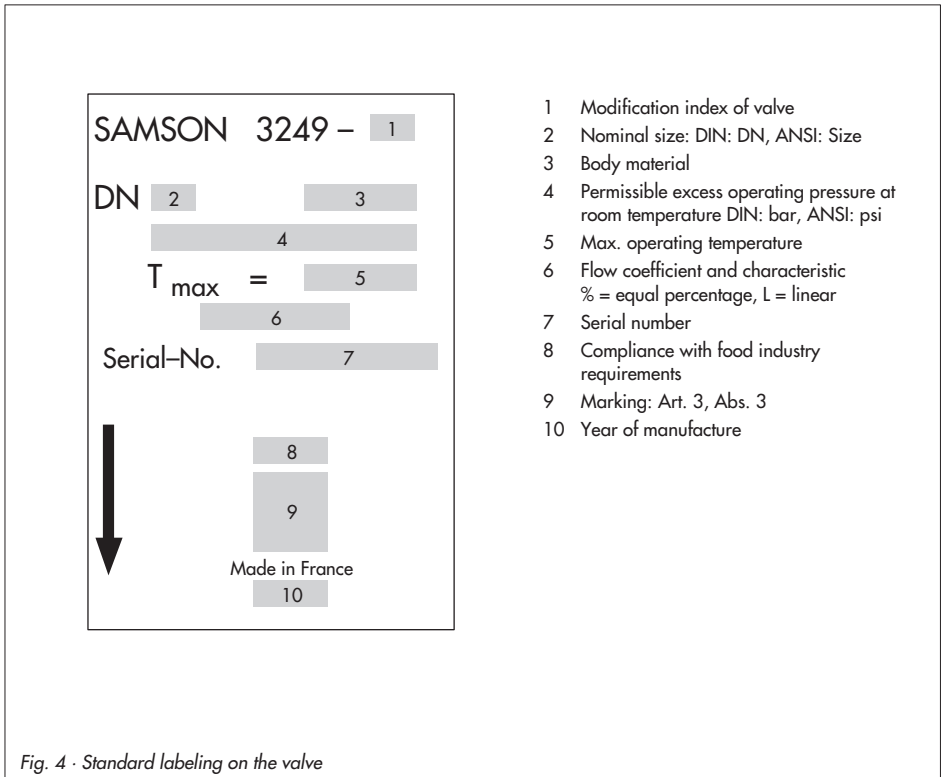 SAMSON 3249 – 1
DN 2 3
4
T max = 5
6
Serial–No. 7
8
9
Made in France
10
1 Modification index of valve
2 Nominal size: DIN: DN, ANSI: Size
3 Body material
4 Permissible excess operating pressure at
room temperature DIN: bar, ANSI: psi
5 Max. operating temperature
6 Flow coefficient and characteristic
% = equal percentage, L = linear
7 Serial number
8 Compliance with food industry
requirements
9 Marking: Art. 3, Abs. 3
10 Year of manufacture
Fig. 4 · Standard labeling on the valve